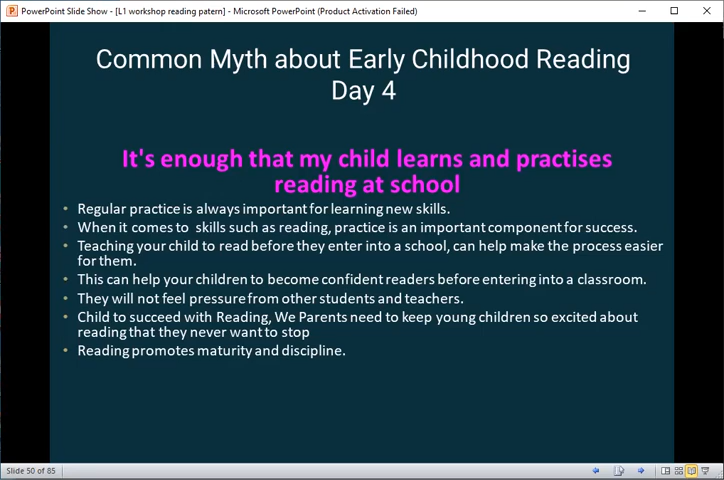 PowerPoint Slide Show - [L1 workshop reading patern] - Microsoft PowerPoint (Product Activation Failed)
Common Myth about Early Childhood Reading
Day 4
It's enough that my child learns and practises
reading at school
• Regular practice is always important for learning new skills.
• When it comes to skills such as reading, practice is an important component for success.
• Teaching your child to read before they enter into a school, can help make the process easier
for them.
• This can help your children to become confident readers before entering into a classroom.
• They will not feel pressure from other students and teachers.
• Child to succeed with Reading, We Parents need to keep young children so excited about
reading that they never want to stop
• Reading promotes maturity and discipline.
Slide 50 of 85